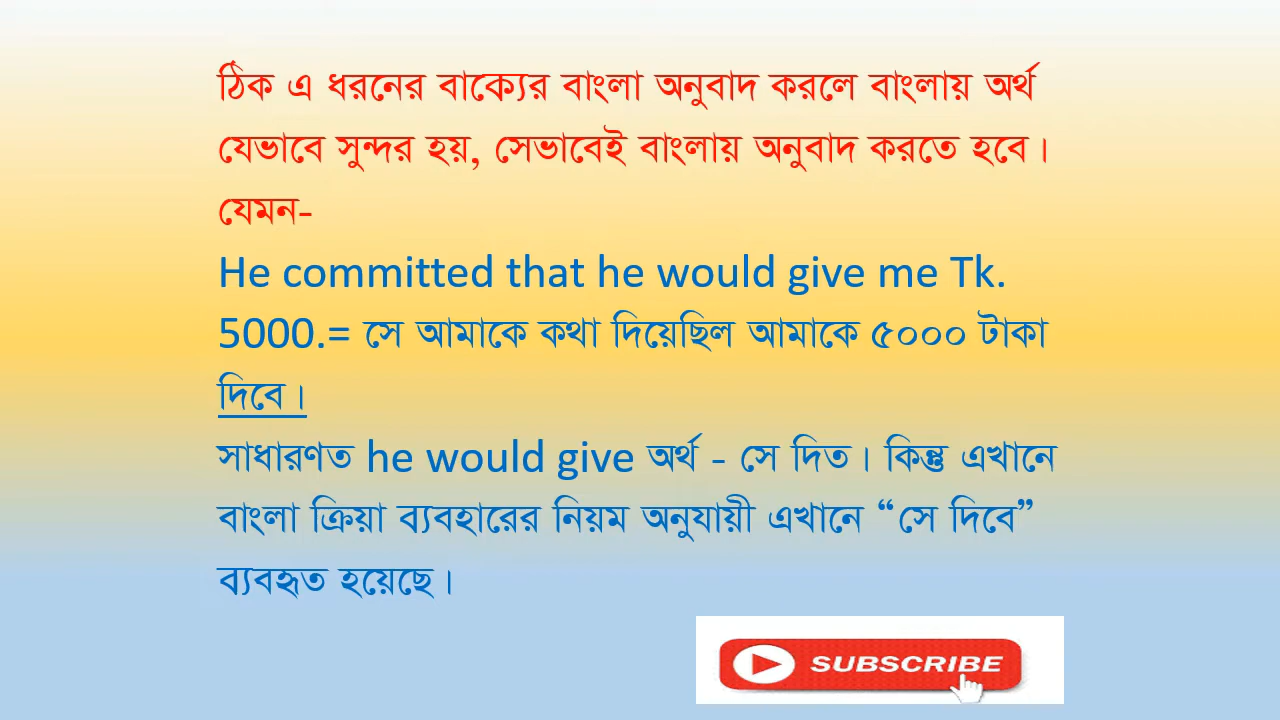 ঠিক এ ধরনের বাক্যের বাংলা অনুবাদ করলে বাংলায় অর্থ
যেভাবে সুন্দর হয়, সেভাবেই বাংলায় অনুবাদ করতে হবে।
যেমন-
He committed that he would give me Tk.
5000.= সে আমাকে কথা দিয়েছিল আমাকে ৫০০০ টাকা
দিবে।
সাধারণত he would give অর্থ - সে দিত। কিন্তু এখানে
বাংলা ক্রিয়া ব্যবহারের নিয়ম অনুযায়ী এখানে “সে দিবে”
ব্যবহৃত হয়েছে।
SUBSCRIBE